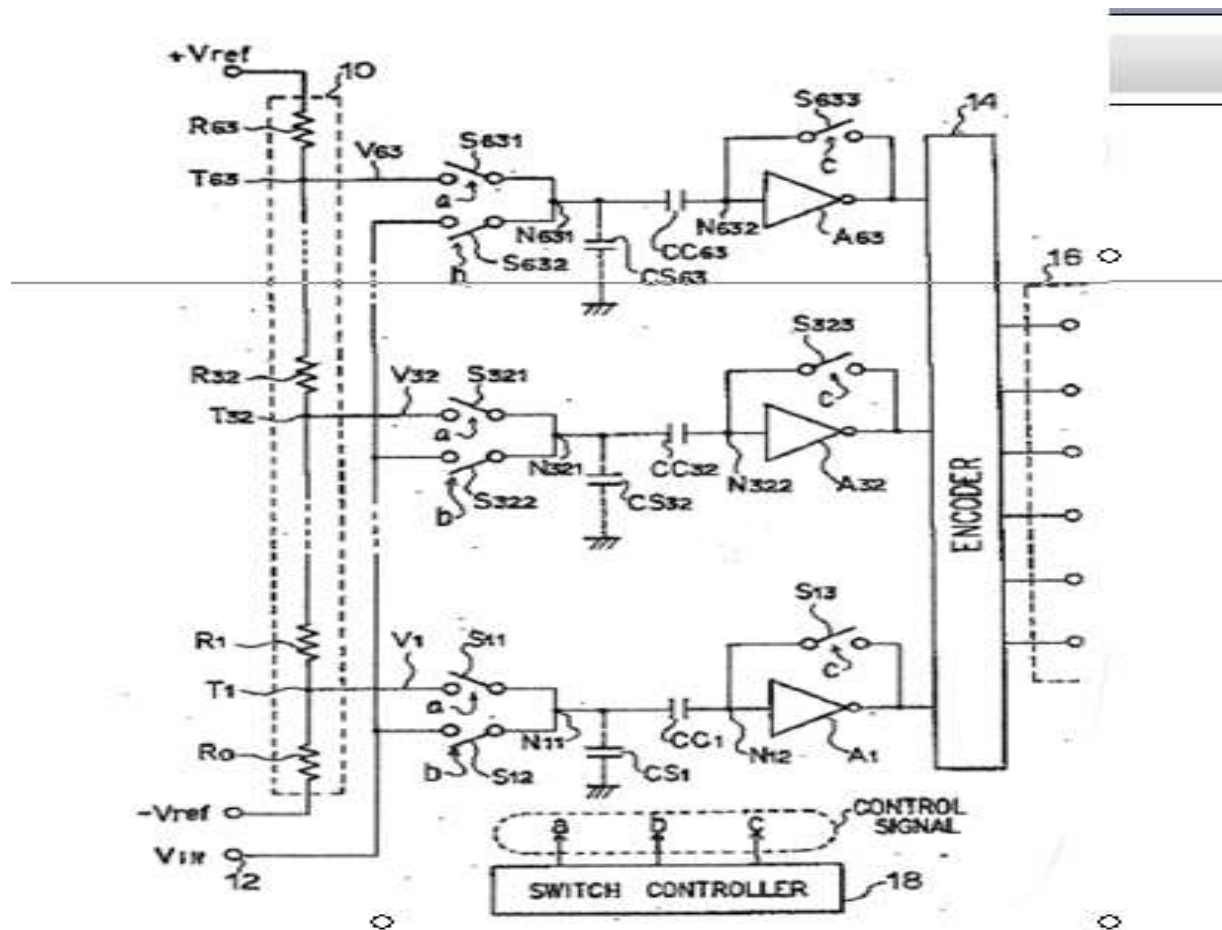 +Vref
10
R63
S633
14
V63
S631
T63
a
c
N631
N632
A63
S632
CC63
h
CS63
16
S323
R32
V32
S321
T32
a
c
N321
CC32
N322
A32
S322
CS32
b
ENCODER
S13
R1
V1
S11
c
T1
a
N11
CC1
N12
A1
R0
b
S12
CS1
-Vref
CONTROL
SIGNAL
a b c
Vin
12
SWITCH CONTROLLER
18